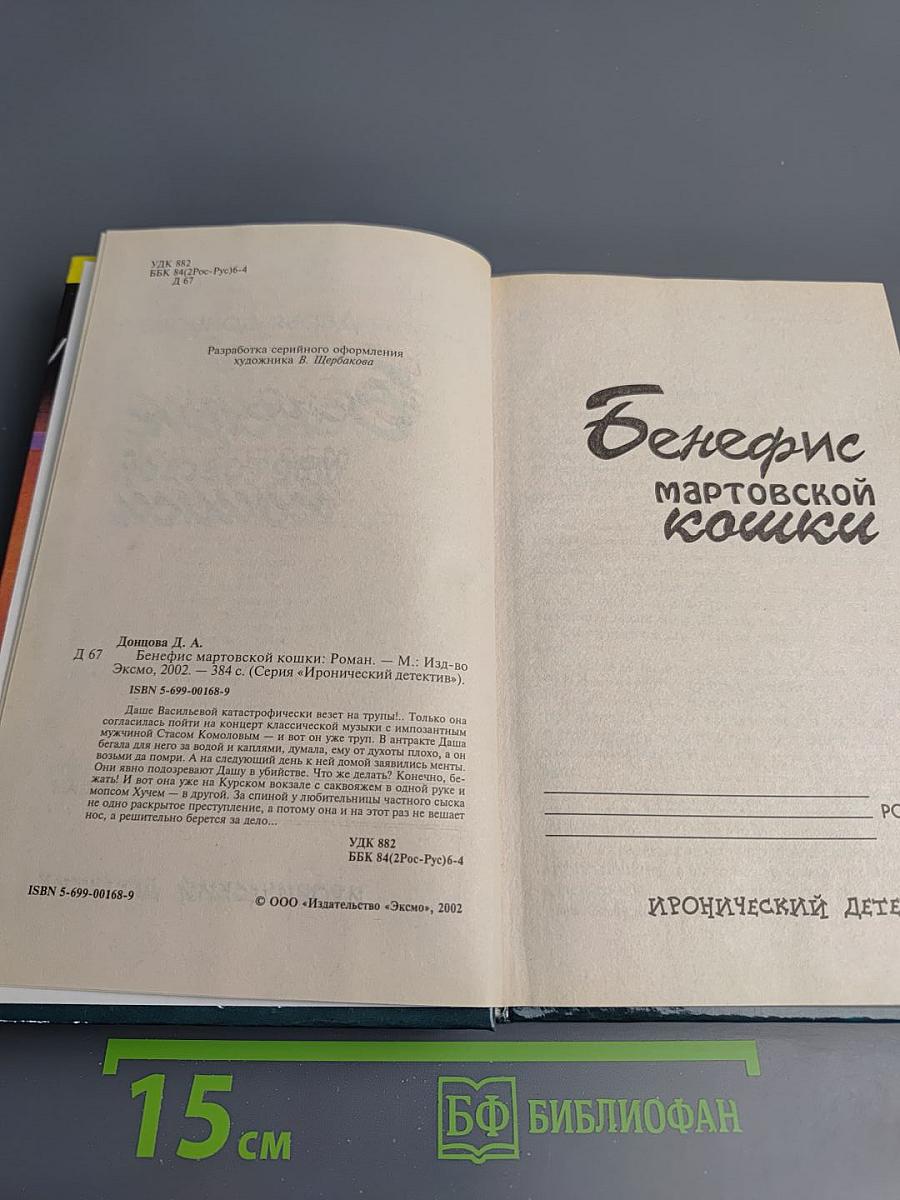 УДК 882
ББК 84(2Рос-Рус)6-4
Д 67
Разработка серийного оформления
художника В. Щербакова
Донцова Д. А.
Д 67 Бенефис мартовской кошки: Роман. — М.: Изд-во
Эксмо, 2002. — 384 с. (Серия «Иронический детектив»).
ISBN 5-699-00168-9
Даше Васильевой катастрофически везет на трупы!.. Только она
согласилась пойти на концерт классической музыки с импозантным
мужчиной Стасом Комоловым — и вот он уже труп. В антракте Даша
бегала для него за водой и каплями, думала, ему от духоты плохо, а он
возьми да помри. А на следующий день к ней домой заявились менты.
Они явно подозревают Дашу в убийстве. Что же делать? Конечно, бе-
жать! И вот она уже на Курском вокзале с саквояжем в одной руке и
мопсом Хучем — в другой. За спиной у любительницы частного сыска
не одно раскрытое преступление, а потому она и на этот раз не вешает
нос, а решительно берется за дело...
УДК 882
ББК 84(2Рос-Рус)6-4
ISBN 5-699-00168-9
© ООО «Издательство «Эксмо», 2002
Бенефис
мартовской
кошки
РО
ИРОНИЧЕСКИЙ ДЕТЕ
15 см
БФ БИБЛИОФАН